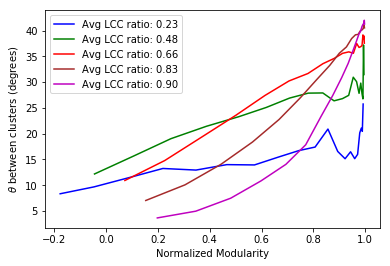 Avg LCC ratio: 0.23
Avg LCC ratio: 0.48
Avg LCC ratio: 0.66
Avg LCC ratio: 0.83
Avg LCC ratio: 0.90
θ between clusters (degrees)
40
35
30
25
20
15
10
5
−0.2 0.0 0.2 0.4 0.6 0.8 1.0
Normalized Modularity